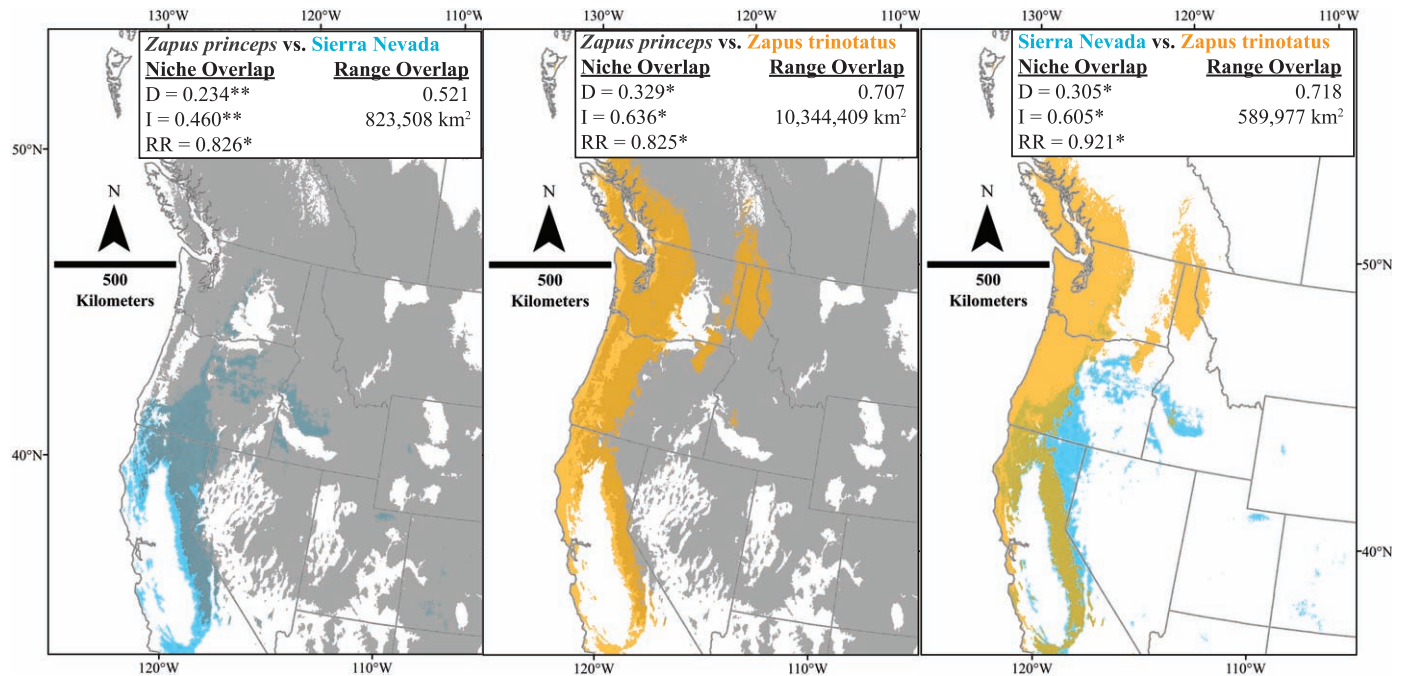 130°W 120°W 110°W 130°W 120°W 110°W 130°W 120°W 110°W
Zapus princeps vs. Sierra Nevada
Niche Overlap Range Overlap
D = 0.234** 0.521
I = 0.460** 823,508 km²
RR = 0.826*
Zapus princeps vs. Zapus trinotatus
Niche Overlap Range Overlap
D = 0.329* 0.707
I = 0.636* 10,344,409 km²
RR = 0.825*
Sierra Nevada vs. Zapus trinotatus
Niche Overlap Range Overlap
D = 0.305* 0.718
I = 0.605* 589,977 km²
RR = 0.921*
50°N
N
500
Kilometers
N
500
Kilometers
N
500
Kilometers
50°N
40°N
40°N
120°W 110°W 120°W 110°W 120°W 110°W